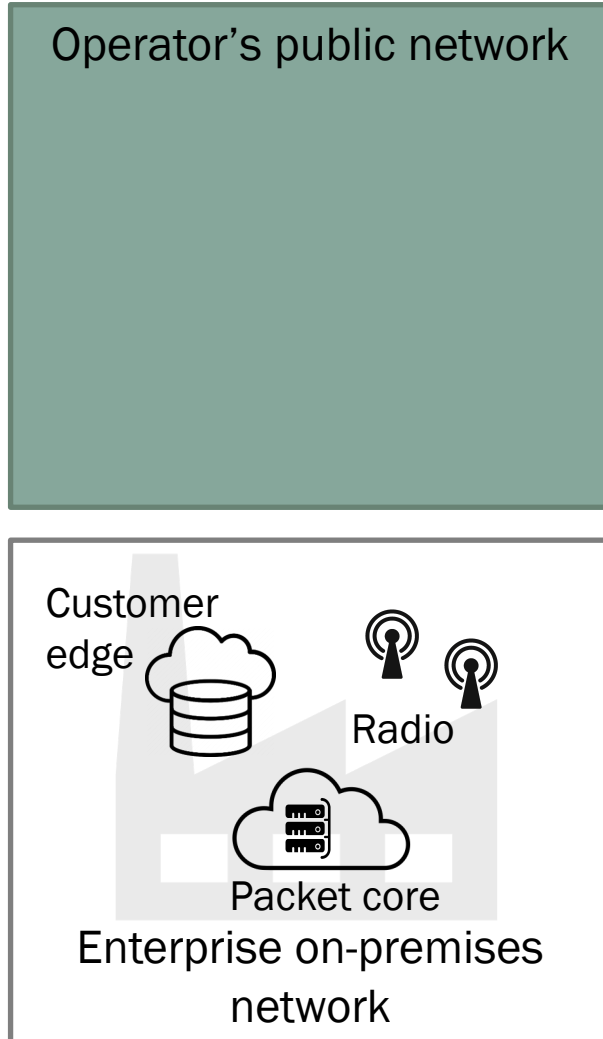 Operator’s public network
Customer
edge
Radio
Packet core
Enterprise on-premises
network